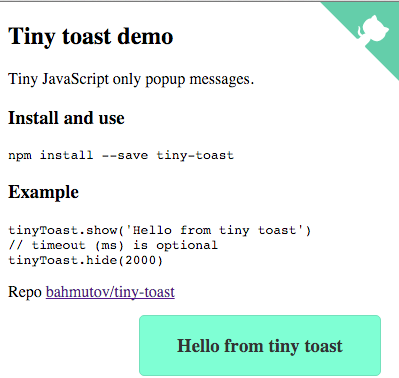 Tiny toast demo
Tiny JavaScript only popup messages.
Install and use
npm install --save tiny-toast
Example
tinyToast.show('Hello from tiny toast')
// timeout (ms) is optional
tinyToast.hide(2000)
Repo bahmutov/tiny-toast
Hello from tiny toast